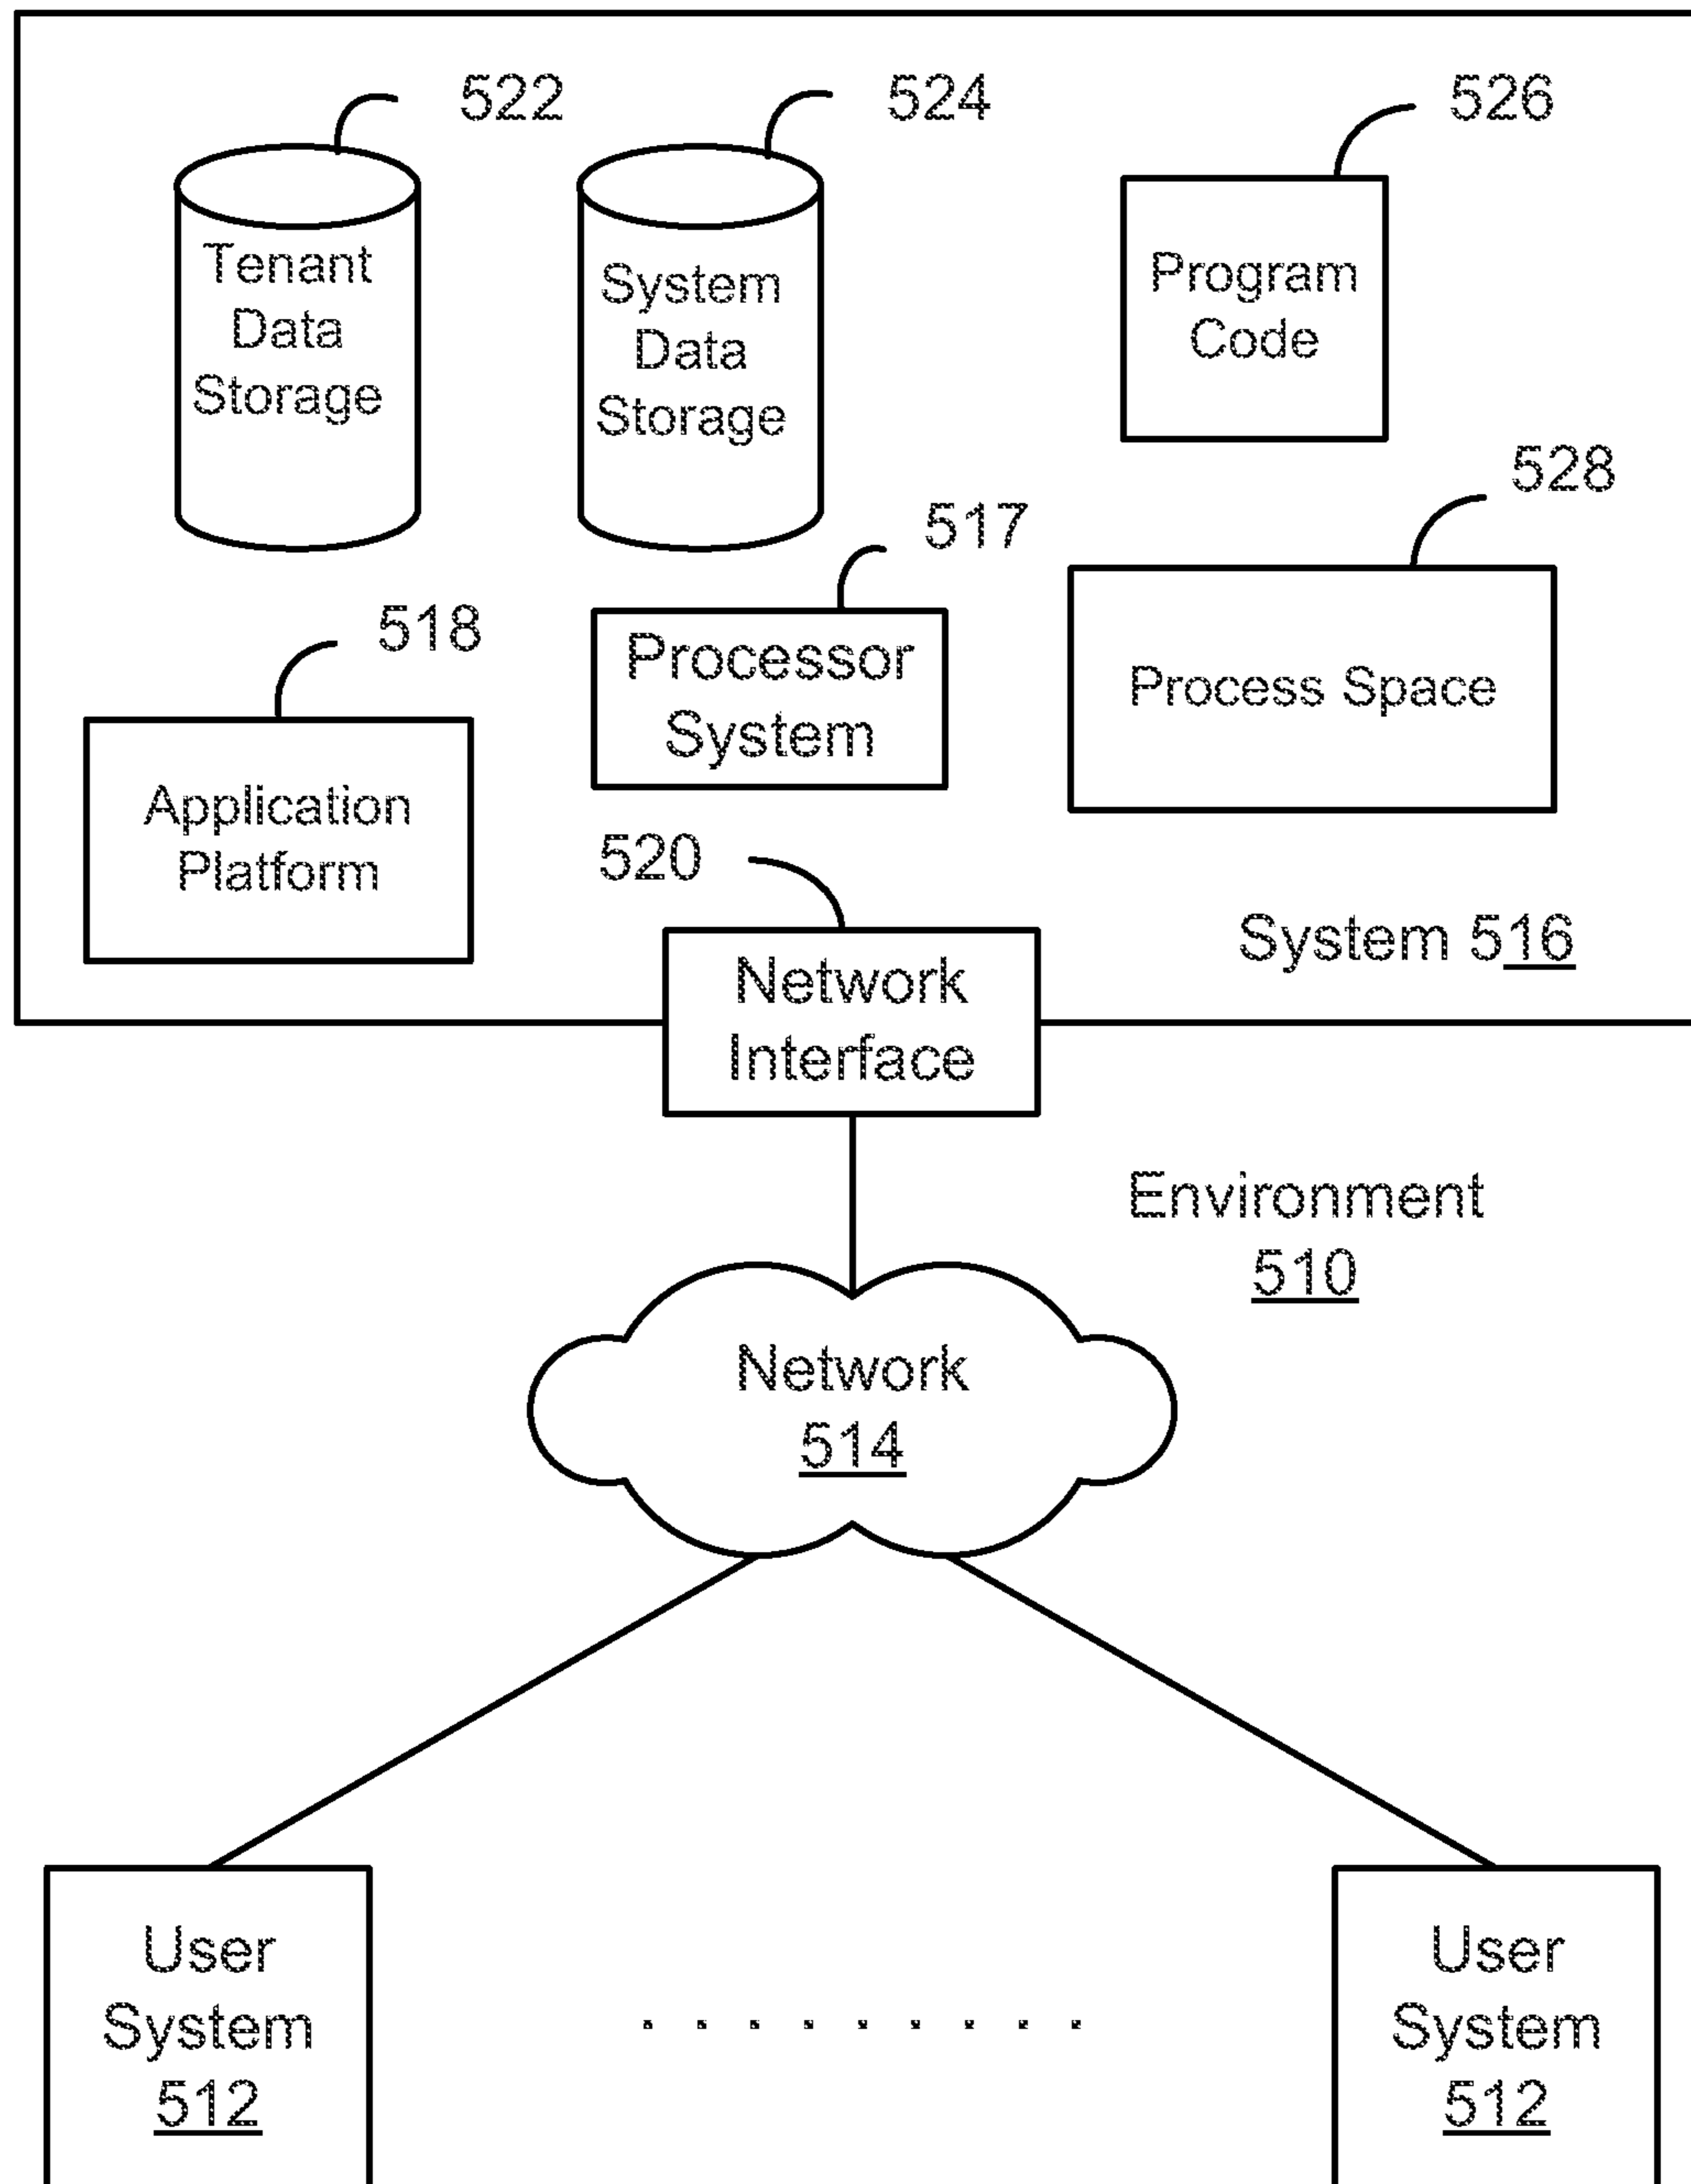 522
524
526
Tenant
Data
Storage
System
Data
Storage
Program
Code
528
517
518
Processor
System
Process Space
Application
Platform
520
System 516
Network
Interface
Environment
510
Network
514
User
System
512
User
System
512